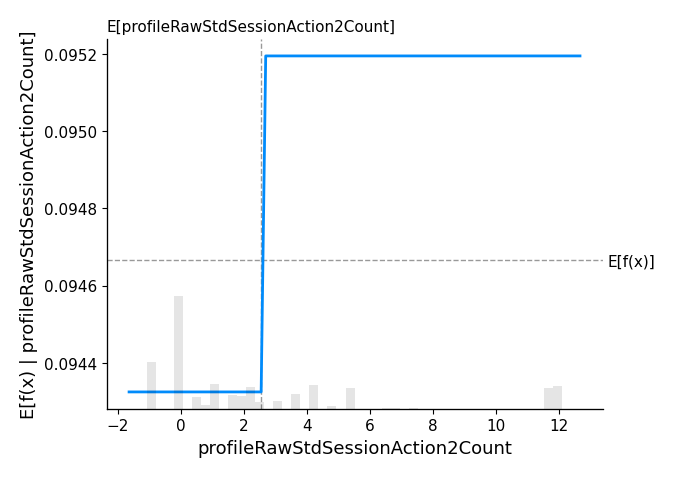 E[profileRawStdSessionAction2Count]
E[f(x) | profileRawStdSessionAction2Count]
0.0952
0.0950
0.0948
0.0946
0.0944
E[f(x)]
−2 0 2 4 6 8 10 12
profileRawStdSessionAction2Count